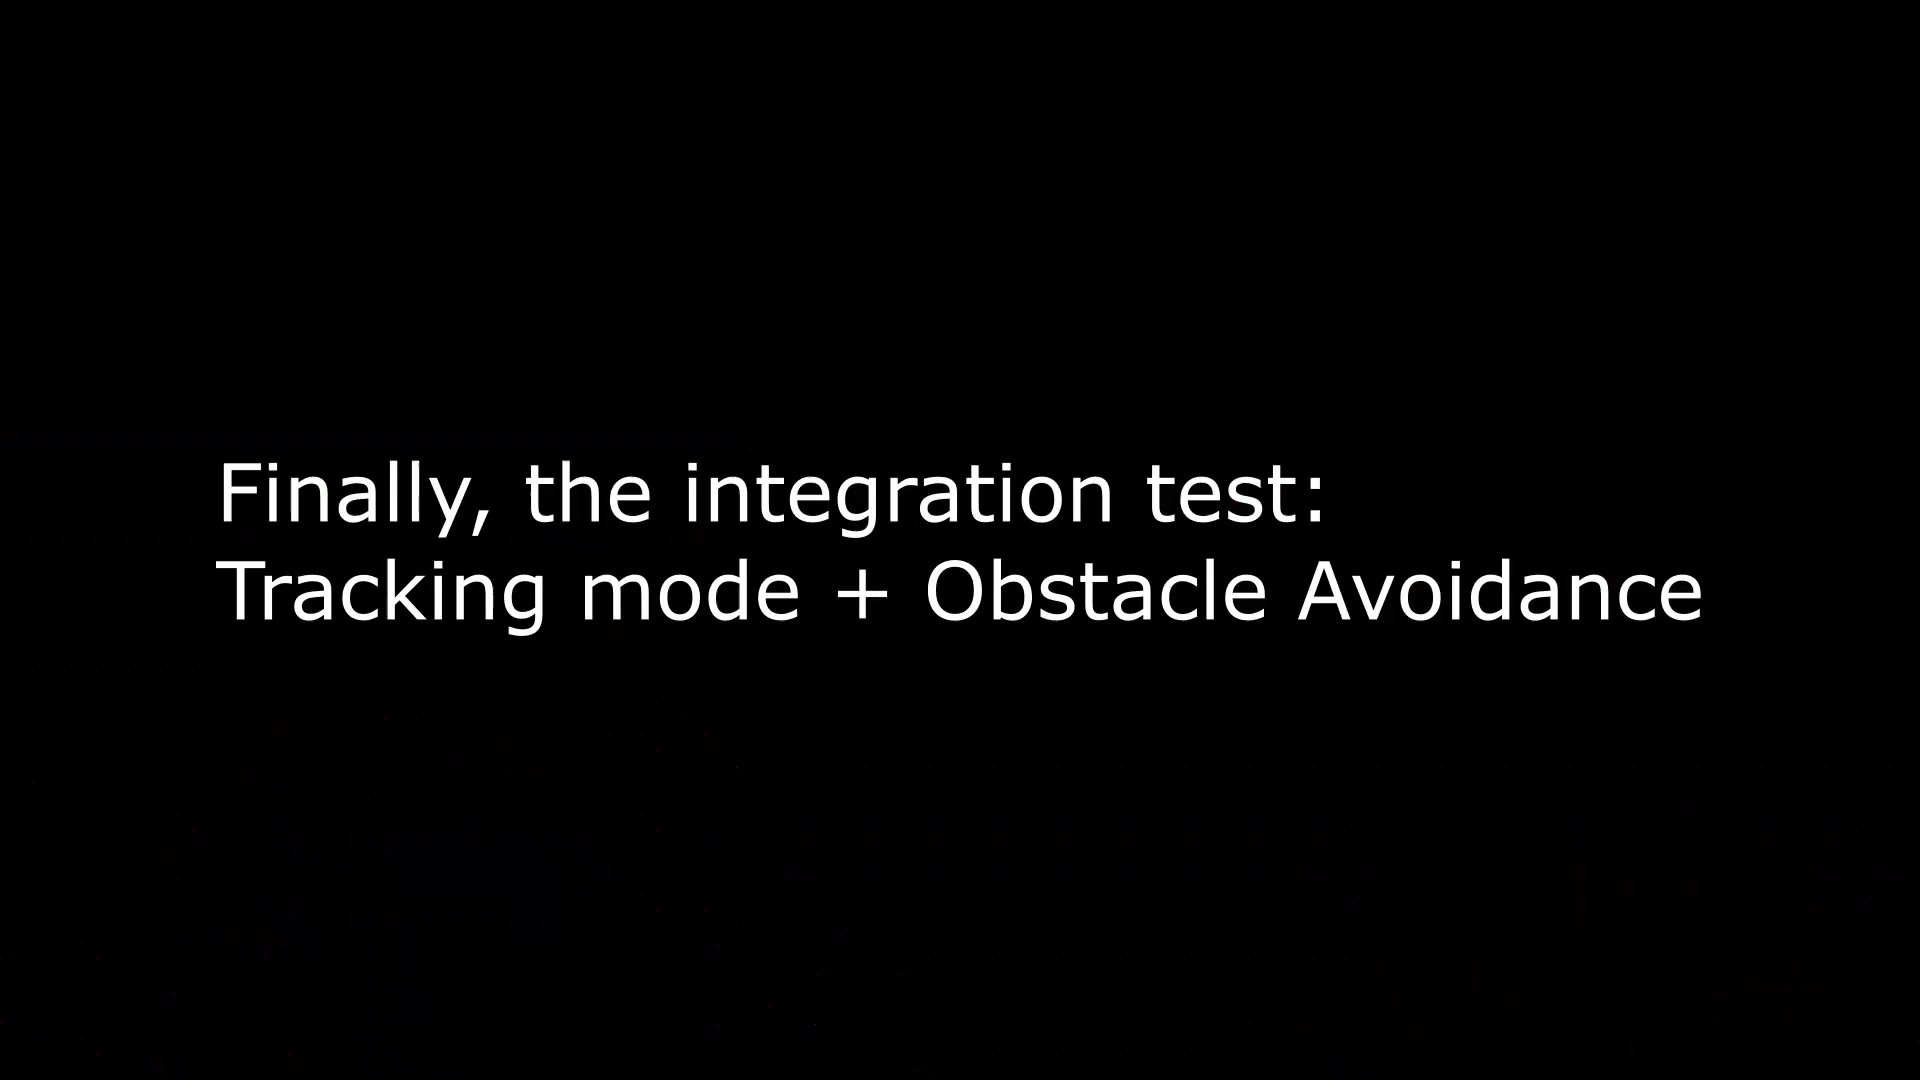 Finally, the integration test:
Tracking mode + Obstacle Avoidance